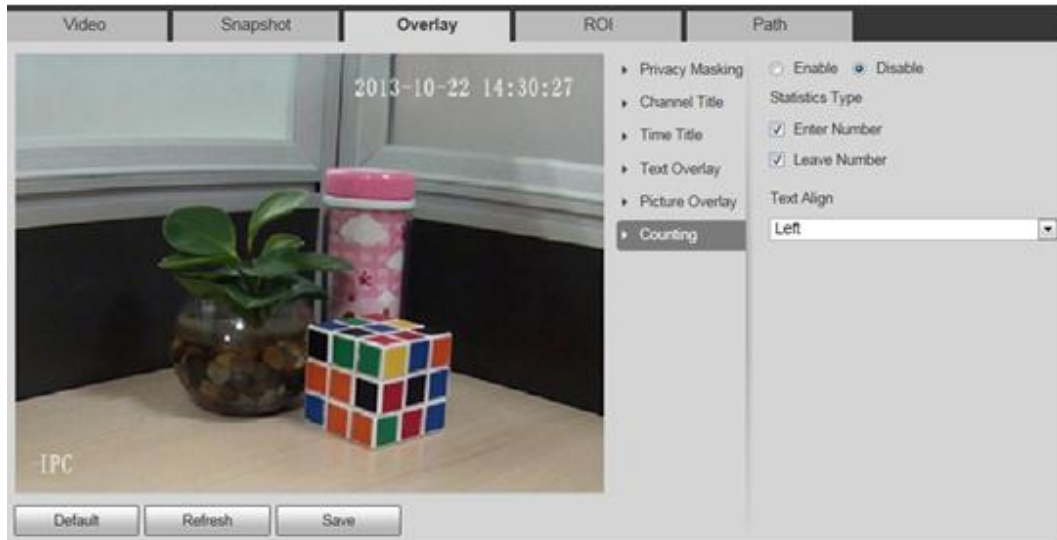 Video
Snapshot
Overlay
ROI
Path
2013-10-22 14:30:27
IPC
Privacy Masking
Channel Title
Time Title
Text Overlay
Picture Overlay
Counting
Enable
Disable
Statistics Type
Enter Number
Leave Number
Text Align
Left
Default
Refresh
Save